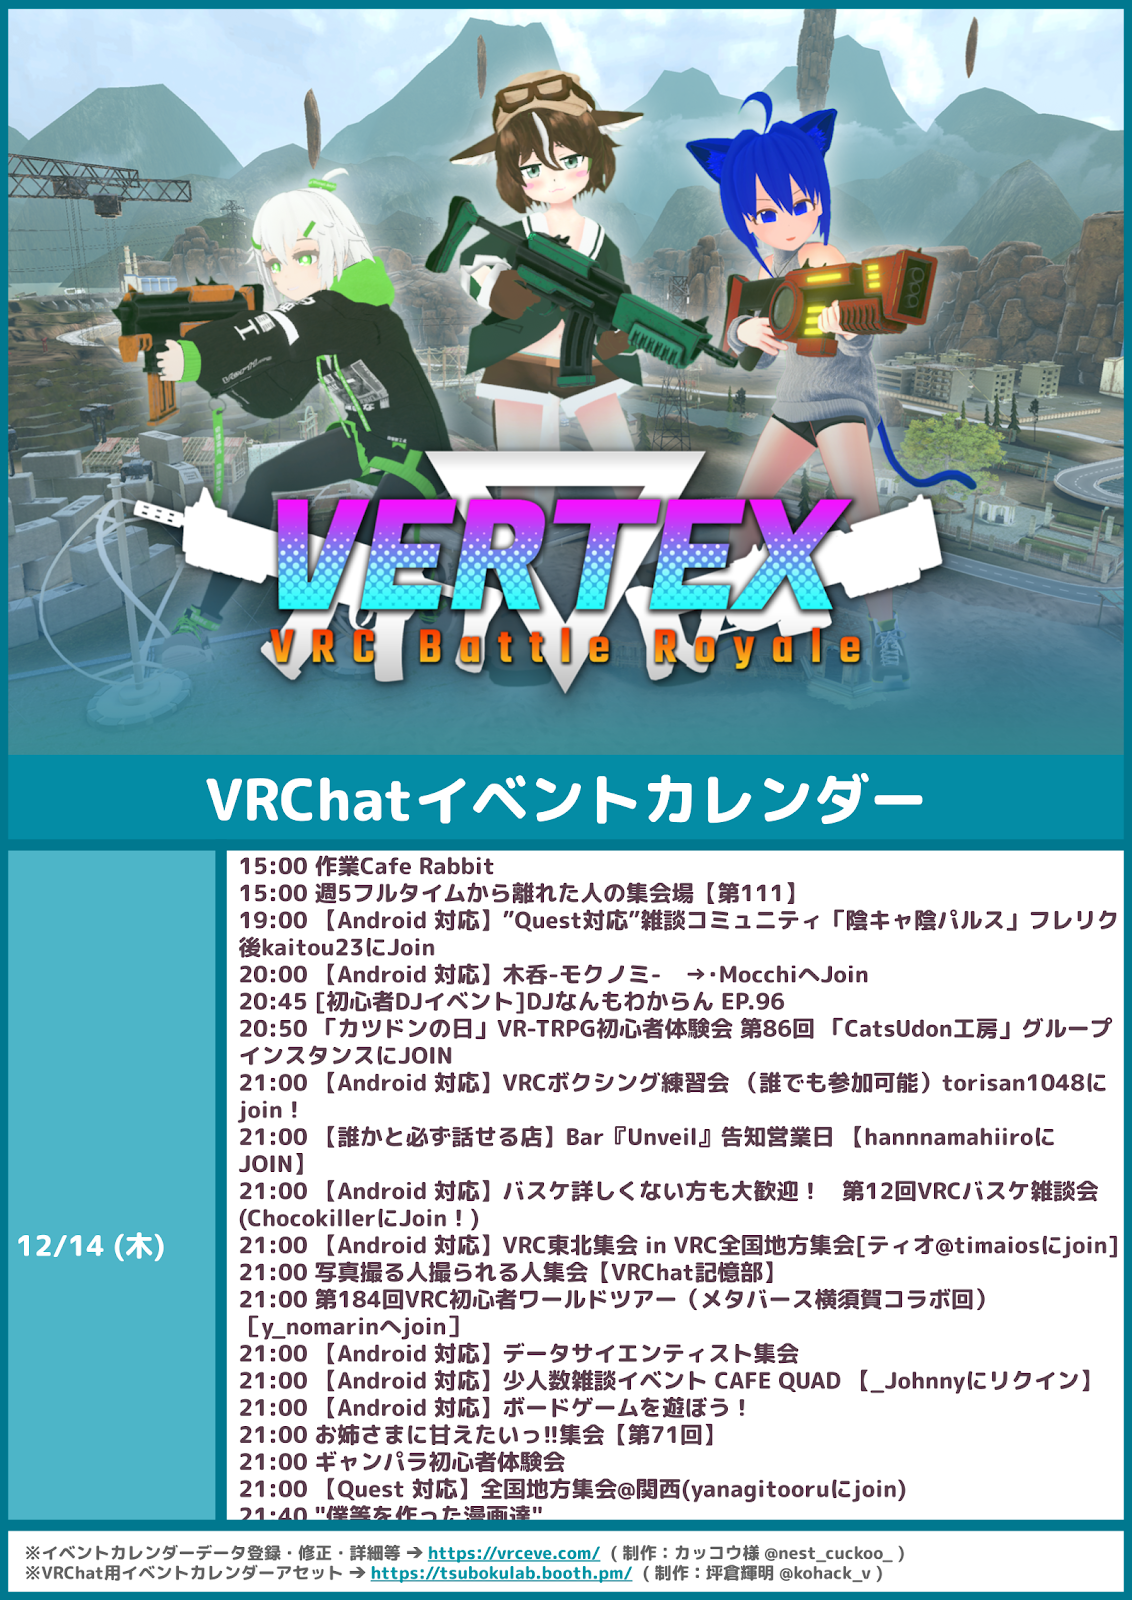 VERTEX
VRC Battle Royale
VRChatイベントカレンダー
12/14 (木)
15:00 作業Cafe Rabbit
15:00 週5フルタイムから離れた人の集会場【第111】
19:00 【Android 対応】”Quest対応”雑談コミュニティ「陰キャ陰パルス」フレリク
後kaitou23にJoin
20:00 【Android 対応】木呑-モクノミ-　→･MocchiへJoin
20:45 [初心者DJイベント]DJなんもわからん EP.96
20:50 「カツドンの日」VR-TRPG初心者体験会 第86回 「CatsUdon工房」グループ
インスタンスにJOIN
21:00 【Android 対応】VRCボクシング練習会 （誰でも参加可能）torisan1048に
join！
21:00 【誰かと必ず話せる店】Bar『Unveil』告知営業日 【hannnamahiiroに
JOIN】
21:00 【Android 対応】バスケ詳しくない方も大歓迎！　第12回VRCバスケ雑談会
(ChocokillerにJoin！)
21:00 【Android 対応】VRC東北集会 in VRC全国地方集会[ティオ@timaiosにjoin]
21:00 写真撮る人撮られる人集会【VRChat記憶部】
21:00 第184回VRC初心者ワールドツアー（メタバース横須賀コラボ回）
［y_nomarinへjoin］
21:00 【Android 対応】データサイエンティスト集会
21:00 【Android 対応】少人数雑談イベント CAFE QUAD 【_Johnnyにリクイン】
21:00 【Android 対応】ボードゲームを遊ぼう！
21:00 お姉さまに甘えたいっ!!集会【第71回】
21:00 ギャンパラ初心者体験会
21:00 【Quest 対応】全国地方集会@関西(yanagitooruにjoin)
21:40 "僕等を作った漫画達"
※イベントカレンダーデータ登録・修正・詳細等 → https://vrceve.com/ ( 制作：カッコウ様 @nest_cuckoo_ )
※VRChat用イベントカレンダーアセット → https://tsubokulab.booth.pm/ ( 制作：坪倉輝明 @kohack_v )